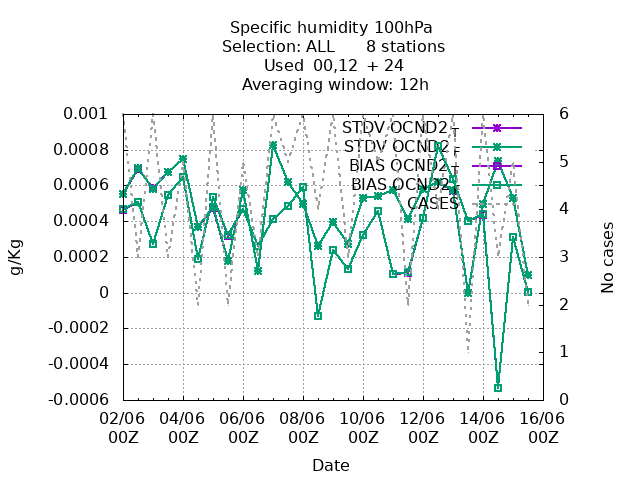 Specific humidity 100hPa
Selection: ALL 8 stations
Used 00,12 + 24
Averaging window: 12h
0.001
0.0008
0.0006
0.0004
0.0002
0
-0.0002
-0.0004
-0.0006
g/Kg
STDV OCND2
STDV OCND2
BIAS OCND2
BIAS OCND2
CASES
6
5
4
3
2
1
0
No cases
02/06 04/06 06/06 08/06 10/06 12/06 14/06 16/06
00Z 00Z 00Z 00Z 00Z 00Z 00Z 00Z
Date